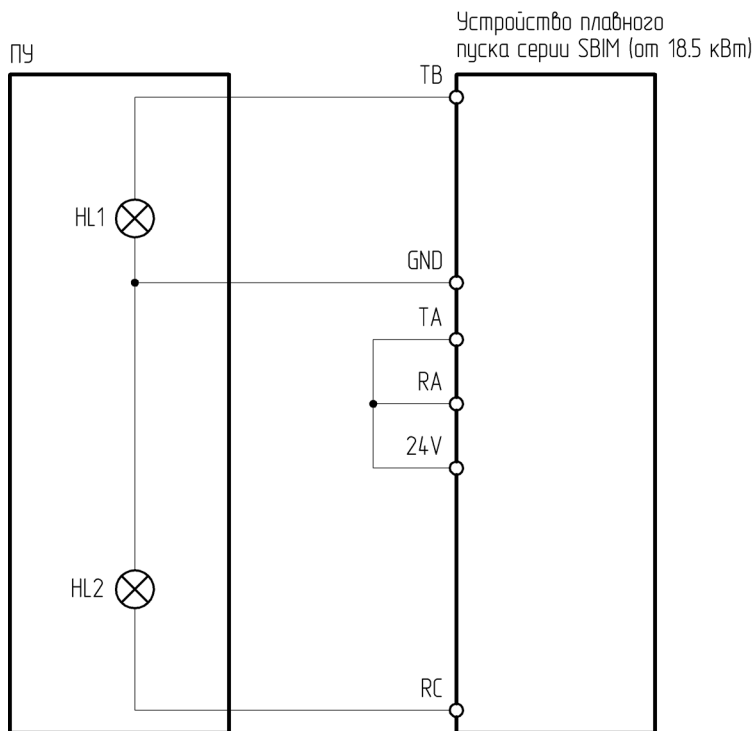 Устройство плавного
пуска серии SBIM (от 18.5 кВт)
ПУ
TB
HL1
GND
TA
RA
24V
HL2
RC